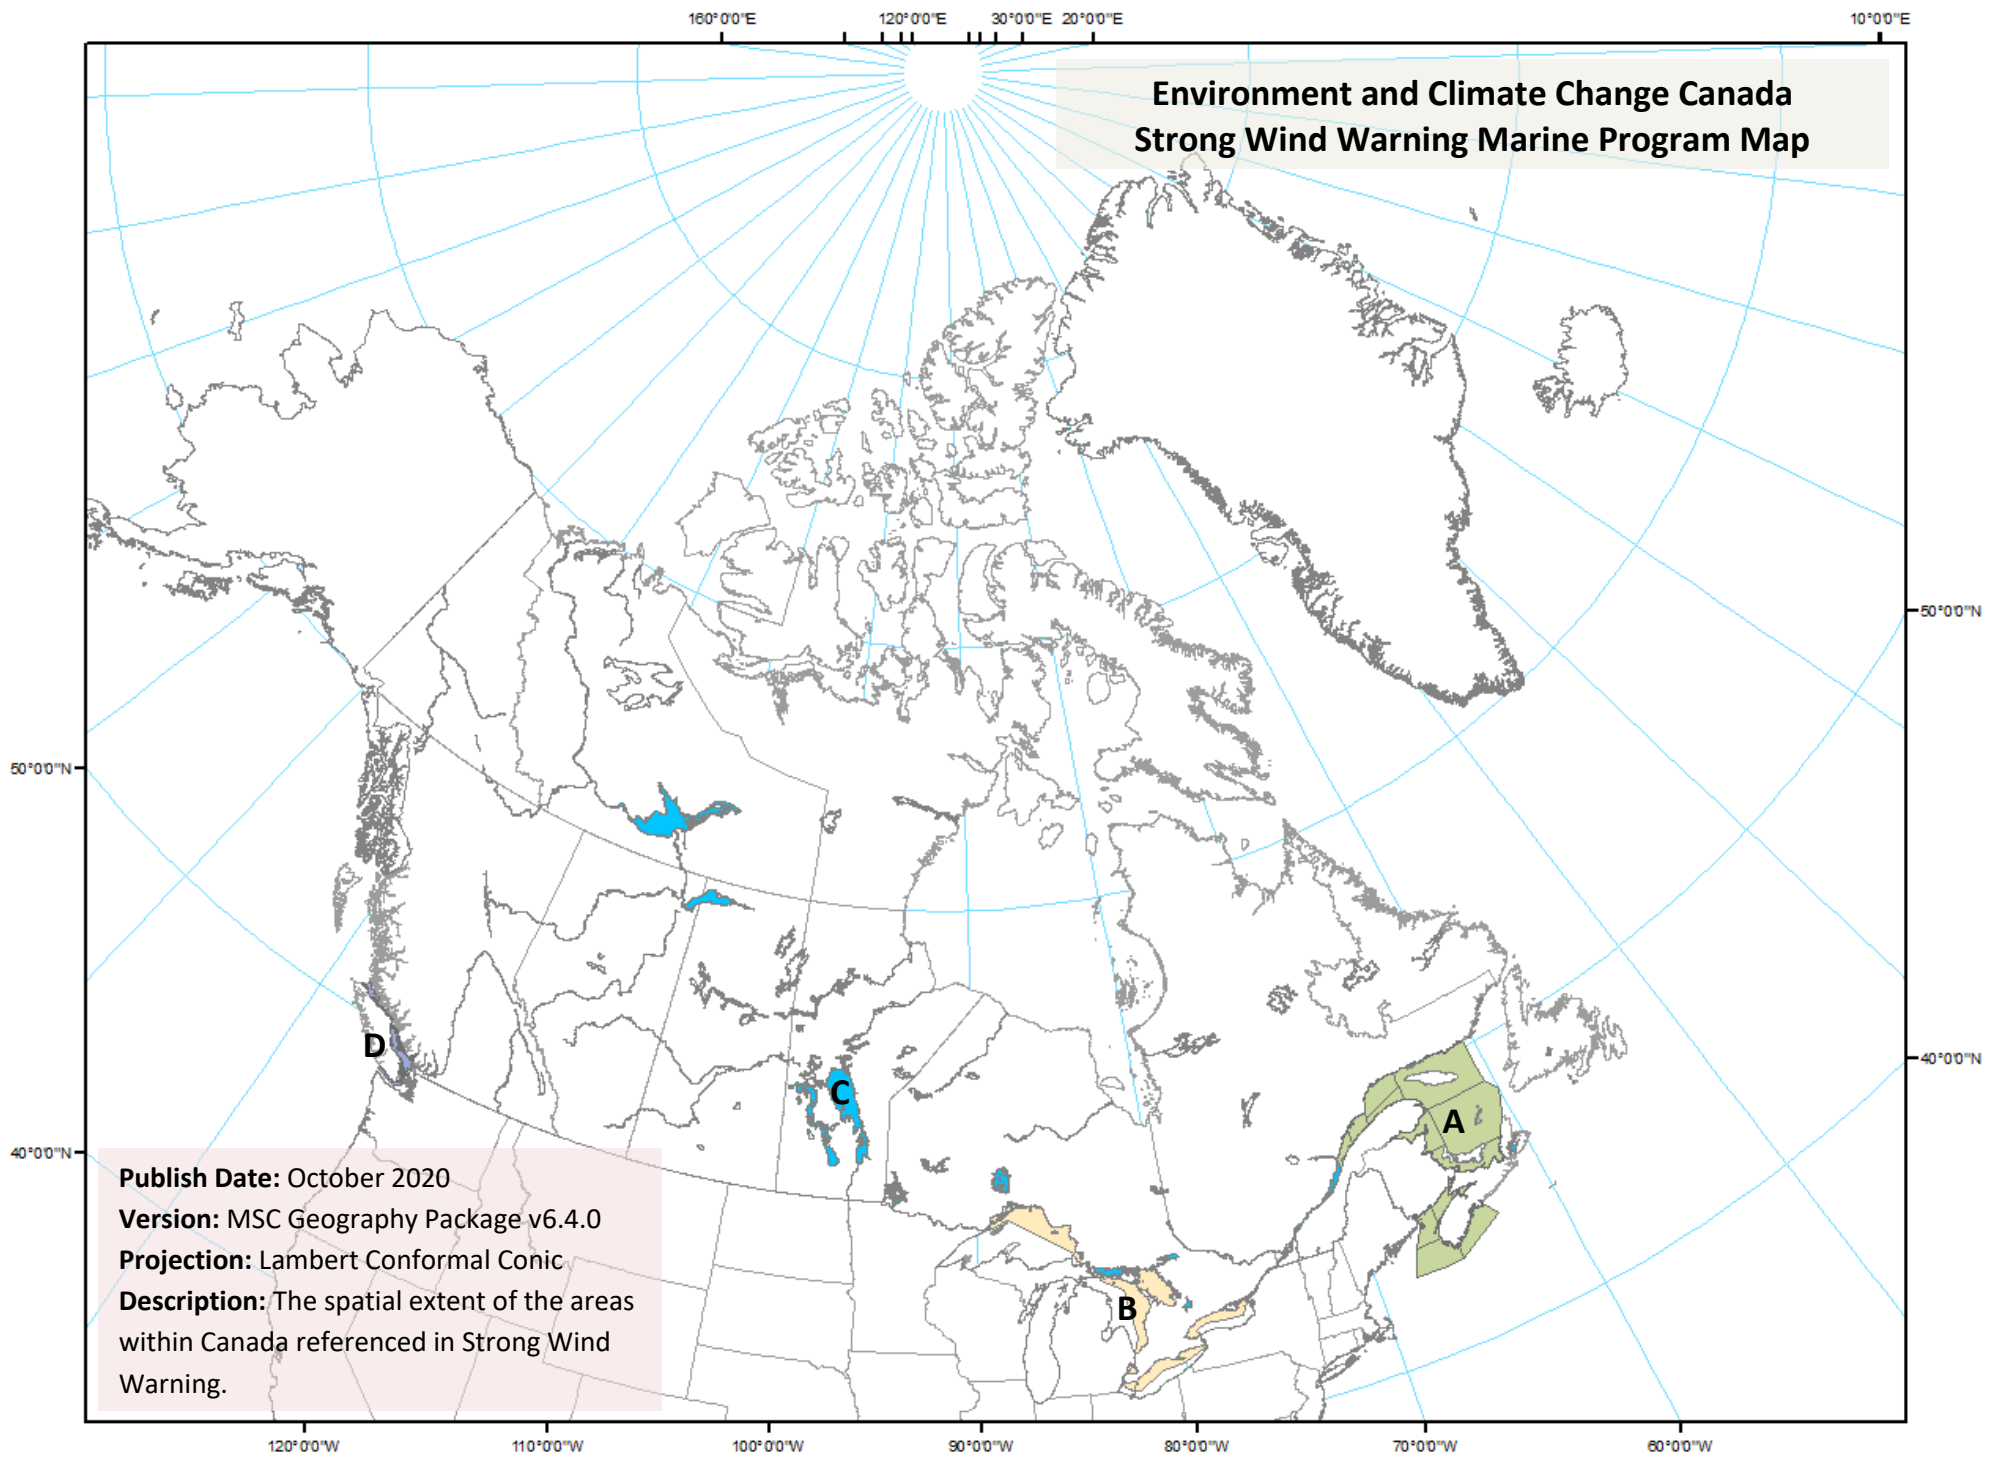 160°0'0"E 120°0'0"E 30°0'0"E 20°0'0"E 10°0'0"E
Environment and Climate Change Canada
Strong Wind Warning Marine Program Map
50°0'0"N
50°0'0"N
40°0'0"N
D
C
A
B
40°0'0"N
Publish Date: October 2020
Version: MSC Geography Package v6.4.0
Projection: Lambert Conformal Conic
Description: The spatial extent of the areas
within Canada referenced in Strong Wind
Warning.
120°0'0"W 110°0'0"W 100°0'0"W 90°0'0"W 80°0'0"W 70°0'0"W 60°0'0"W